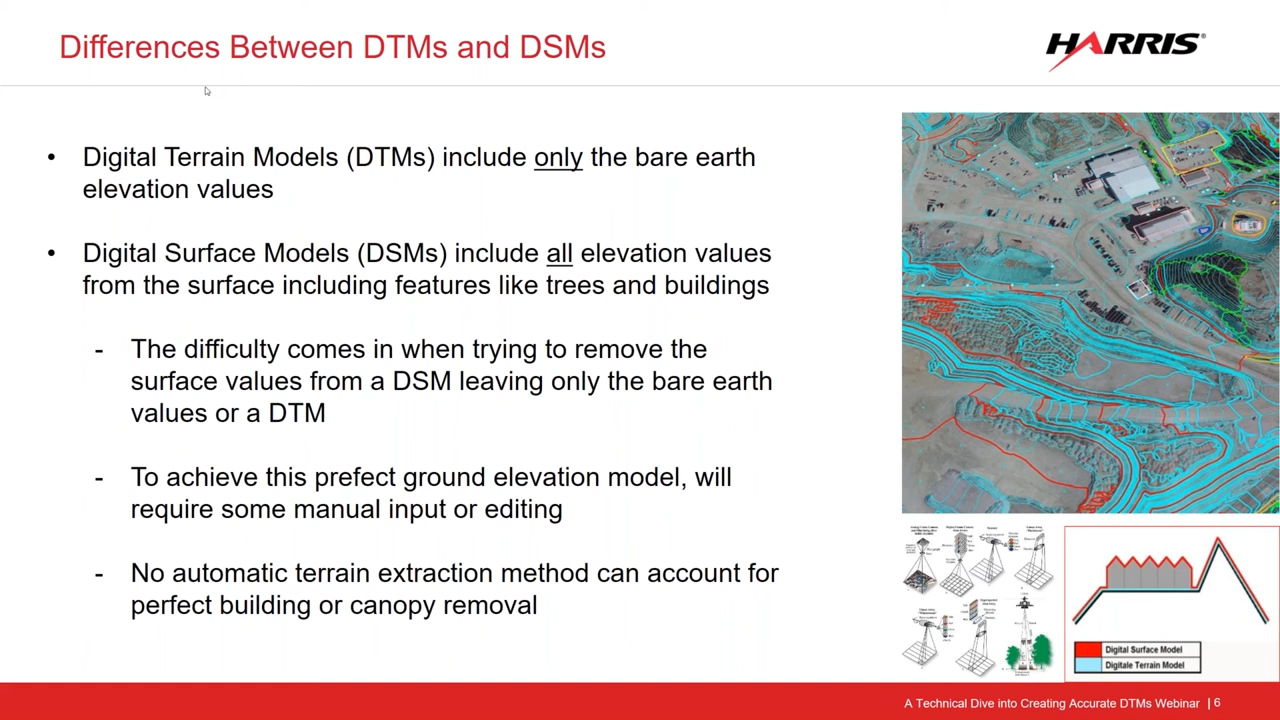 Differences Between DTMs and DSMs
HARRIS®
• Digital Terrain Models (DTMs) include only the bare earth
elevation values
• Digital Surface Models (DSMs) include all elevation values
from the surface including features like trees and buildings
- The difficulty comes in when trying to remove the
surface values from a DSM leaving only the bare earth
values or a DTM
- To achieve this prefect ground elevation model, will
require some manual input or editing
- No automatic terrain extraction method can account for
perfect building or canopy removal
Digital Surface Model
Digitale Terrain Model
A Technical Dive into Creating Accurate DTMs Webinar | 6